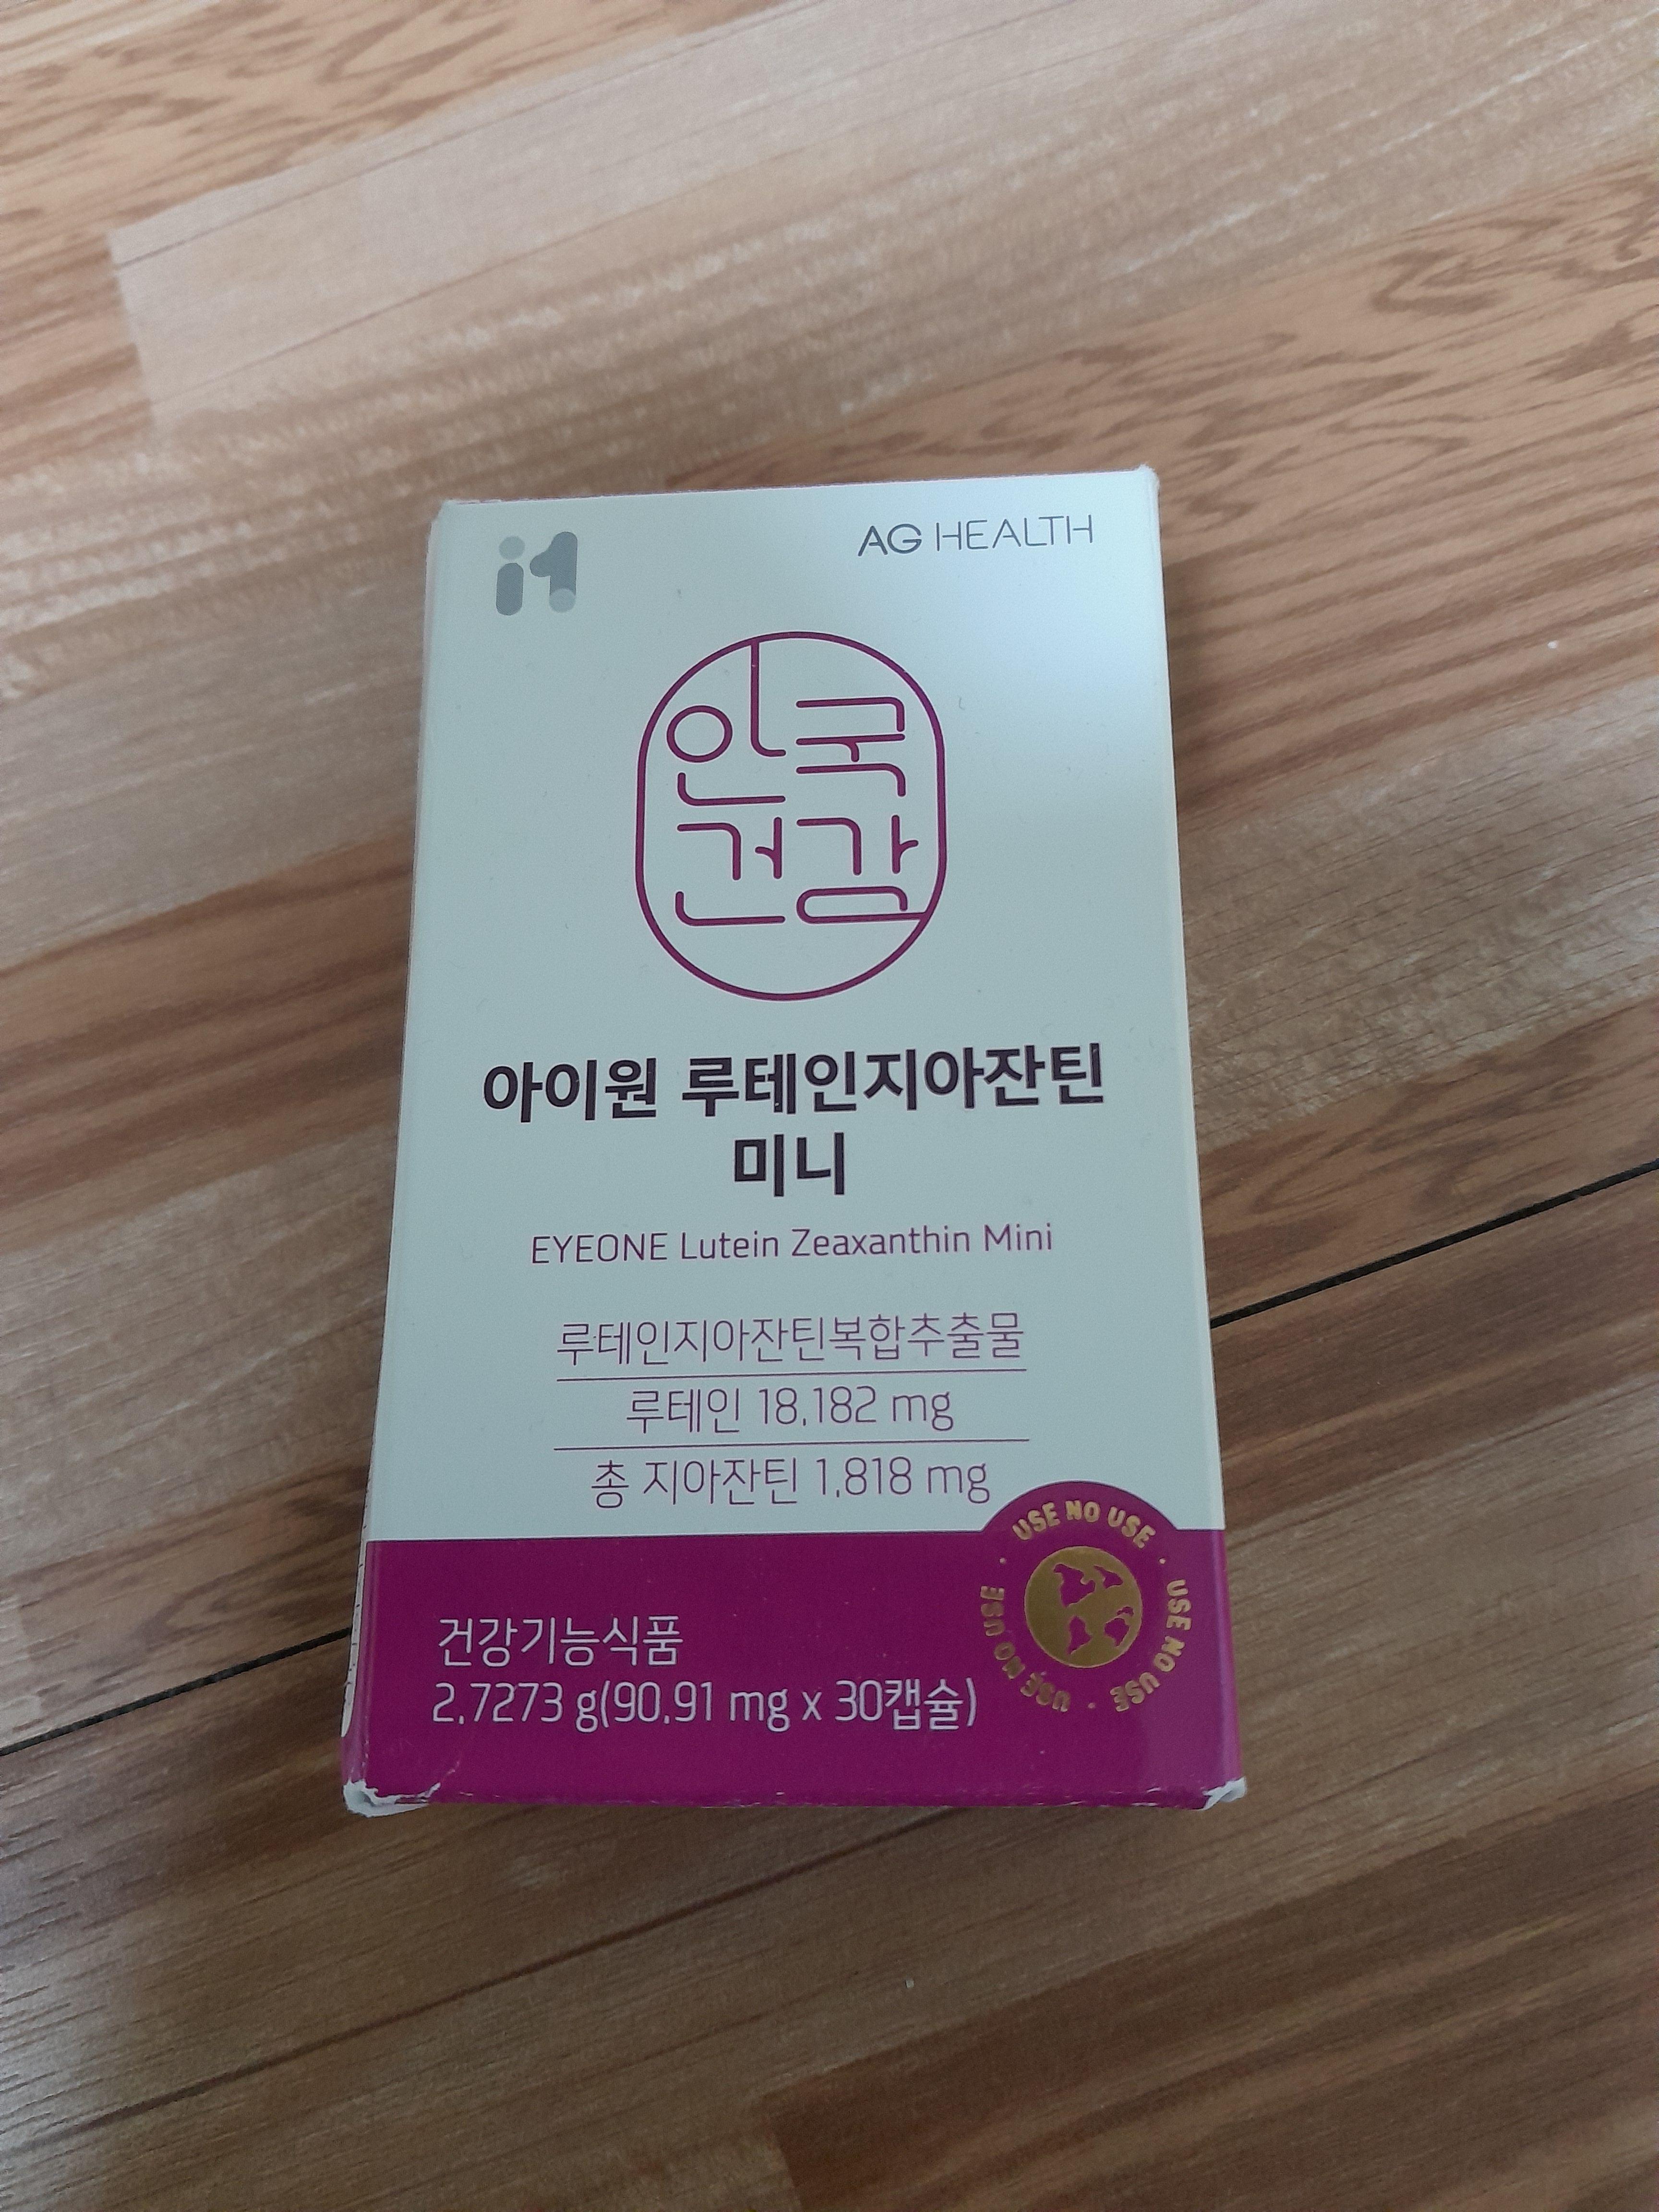 i1
AG HEALTH
안국
건강
아이원 루테인지아잔틴
미니
EYEONE Lutein Zeaxanthin Mini
루테인지아잔틴복합추출물
루테인 18.182 mg
총 지아잔틴 1.818 mg
USE NO USE · USE NO USE · USE NO USE ·
건강기능식품
2.7273 g(90.91 mg x 30캡슐)